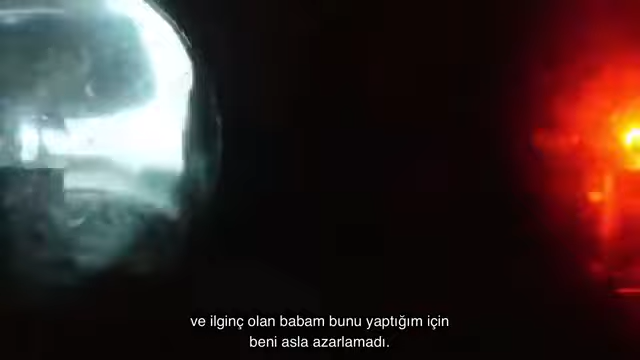 ve ilginç olan babam bunu yaptığım için
beni asla azarlamadı.